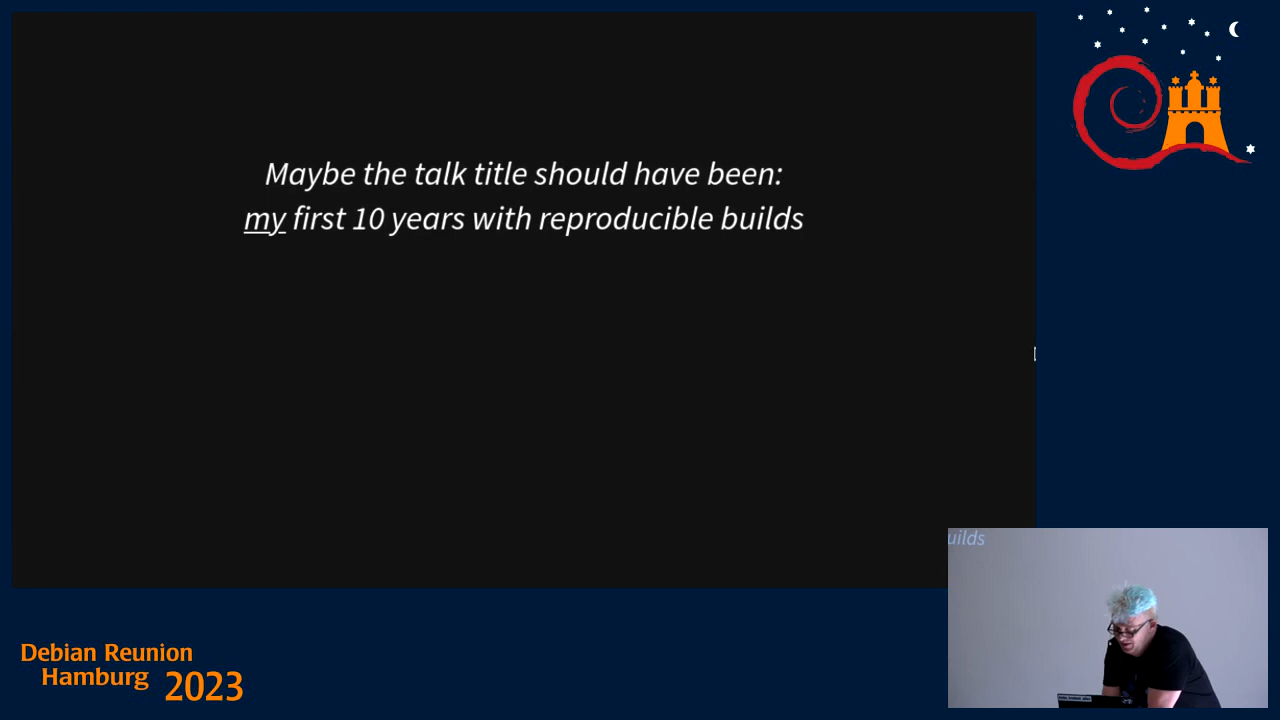 Maybe the talk title should have been:
my first 10 years with reproducible builds
uilds
Debian Reunion
Hamburg 2023